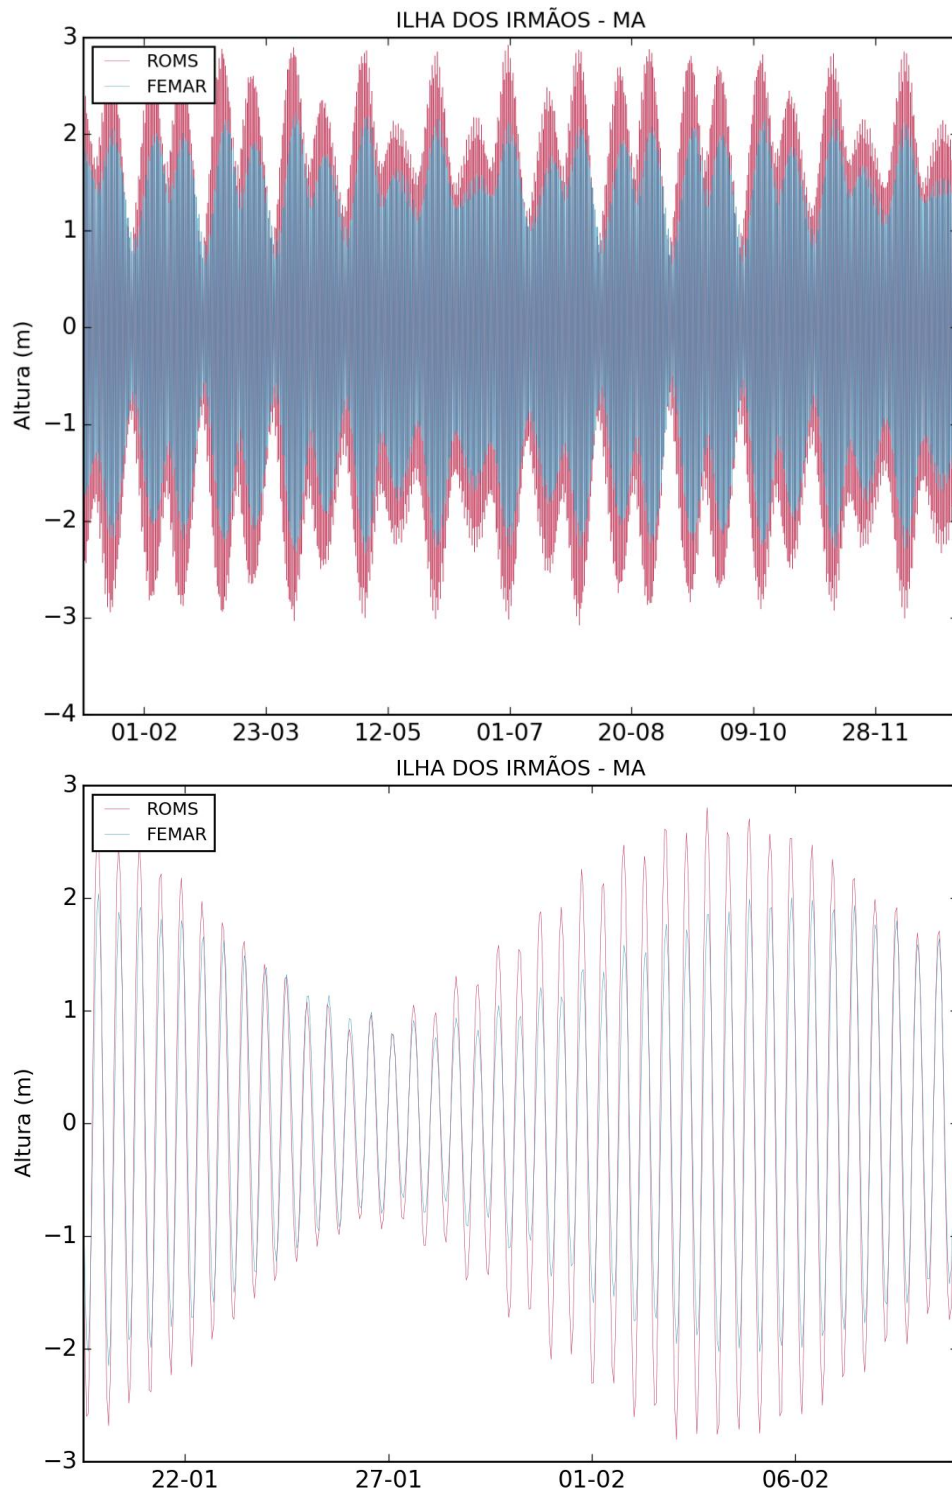 ILHA DOS IRMÃOS - MA
3
ROMS
FEMAR
2
1
0
−1
−2
−3
−4
Altura (m)
01-02 23-03 12-05 01-07 20-08 09-10 28-11
ILHA DOS IRMÃOS - MA
3
ROMS
FEMAR
2
1
0
−1
−2
−3
Altura (m)
22-01 27-01 01-02 06-02